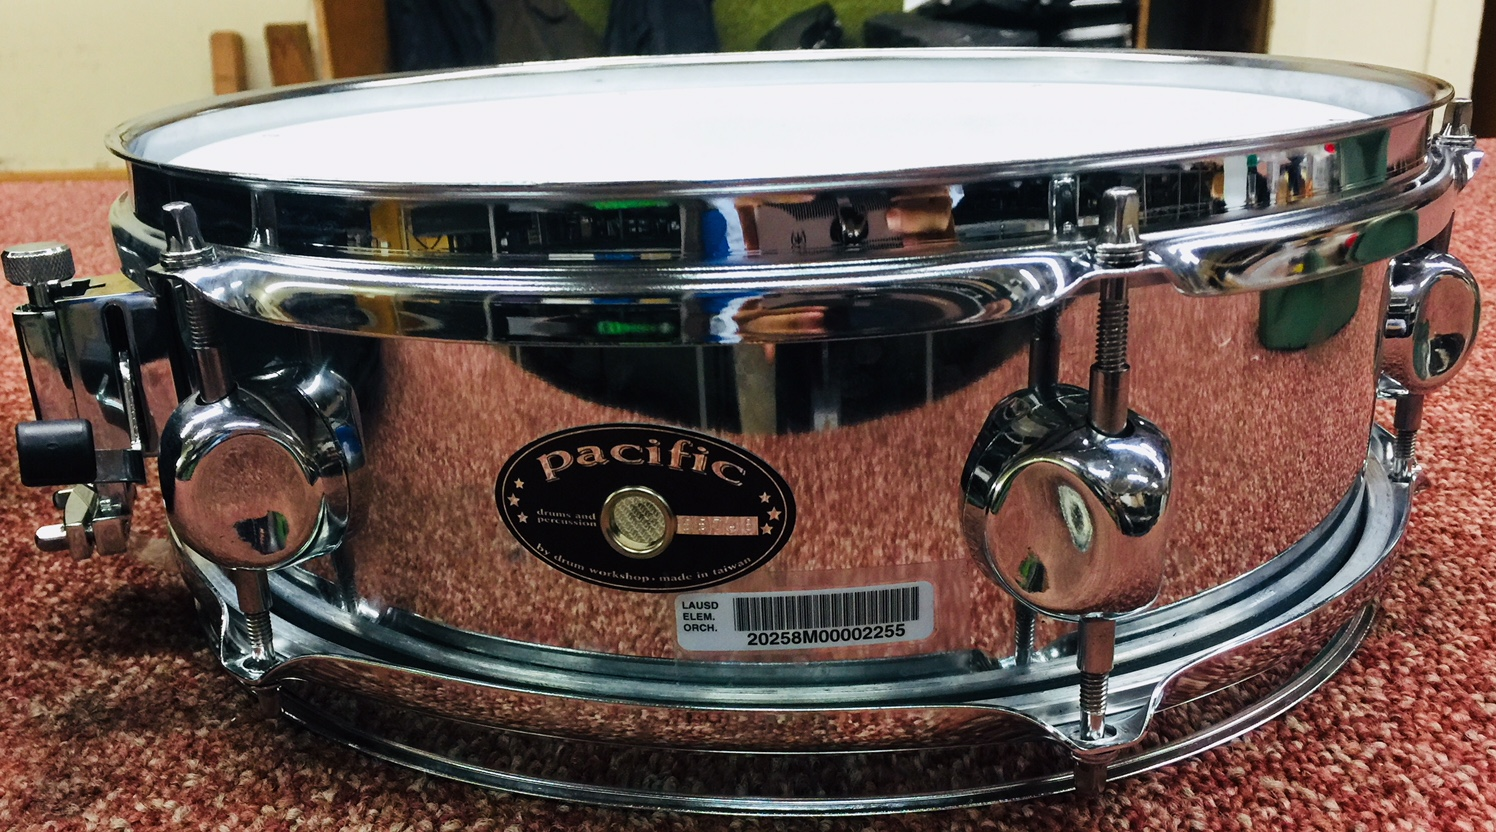 pacific
drums and
percussion
by drum workshop • made in taiwan
LAUSD
ELEM.
ORCH.
20258M00002255